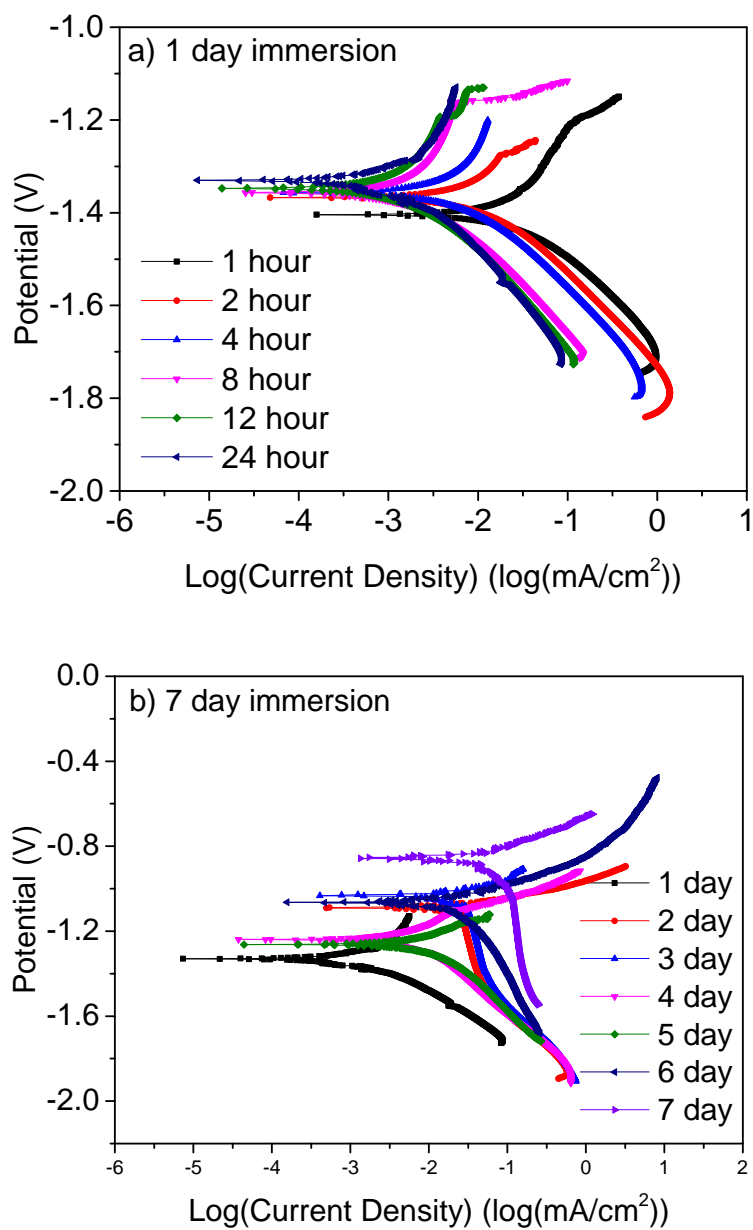 a) 1 day immersion
-1.0
-1.2
-1.4
-1.6
-1.8
-2.0
Potential (V)
1 hour
2 hour
4 hour
8 hour
12 hour
24 hour
-6 -5 -4 -3 -2 -1 0 1
Log(Current Density) (log(mA/cm²))
b) 7 day immersion
0.0
-0.4
-0.8
-1.2
-1.6
-2.0
Potential (V)
1 day
2 day
3 day
4 day
5 day
6 day
7 day
-6 -5 -4 -3 -2 -1 0 1 2
Log(Current Density) (log(mA/cm²))